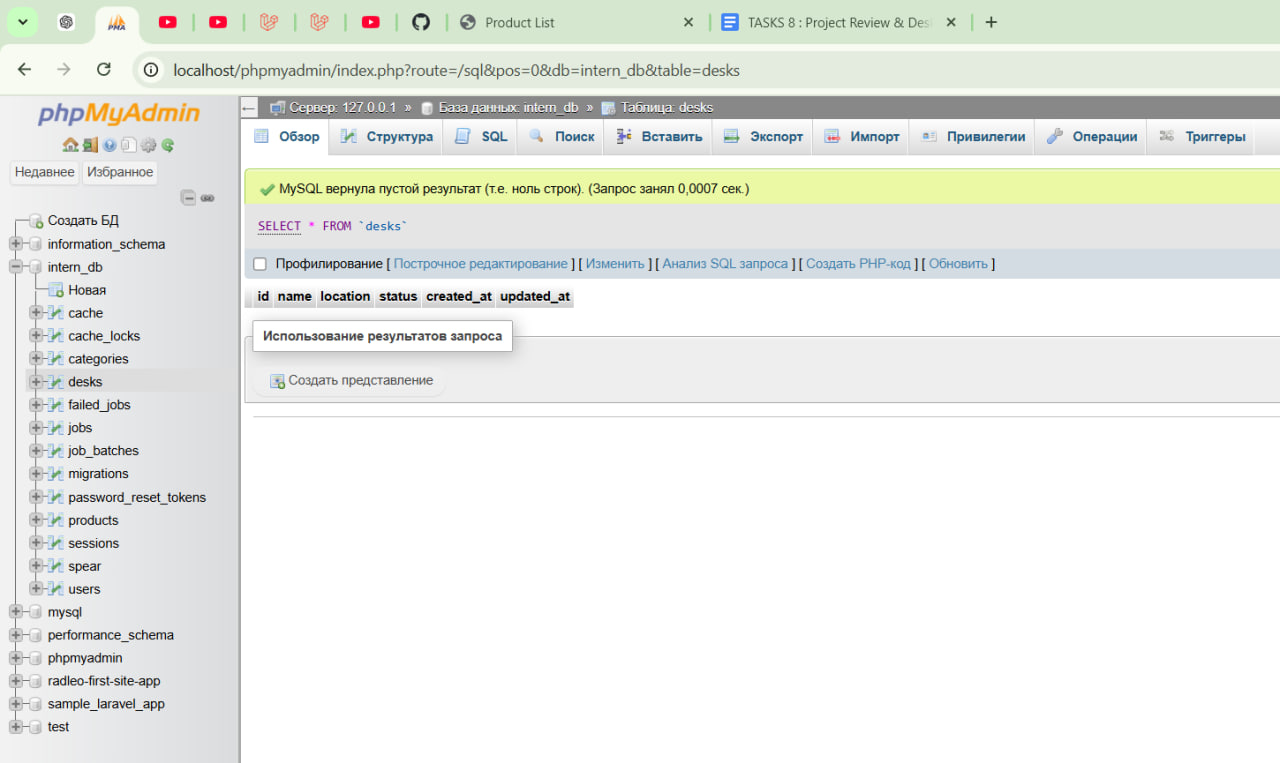 PMA
Product List
TASKS 8 : Project Review & Des
localhost/phpmyadmin/index.php?route=/sql&pos=0&db=intern_db&table=desks
phpMyAdmin
Недавнее Избранное
Создать БД
information_schema
intern_db
Новая
cache
cache_locks
categories
desks
failed_jobs
jobs
job_batches
migrations
password_reset_tokens
products
sessions
spear
users
mysql
performance_schema
phpmyadmin
radleo-first-site-app
sample_laravel_app
test
Сервер: 127.0.0.1 » База данных: intern_db » Таблица: desks
Обзор Структура SQL Поиск Вставить Экспорт Импорт Привилегии Операции Триггеры
MySQL вернула пустой результат (т.е. ноль строк). (Запрос занял 0,0007 сек.)
SELECT * FROM `desks`
Профилирование [ Построчное редактирование ] [ Изменить ] [ Анализ SQL запроса ] [ Создать PHP-код ] [ Обновить ]
id name location status created_at updated_at
Использование результатов запроса
Создать представление